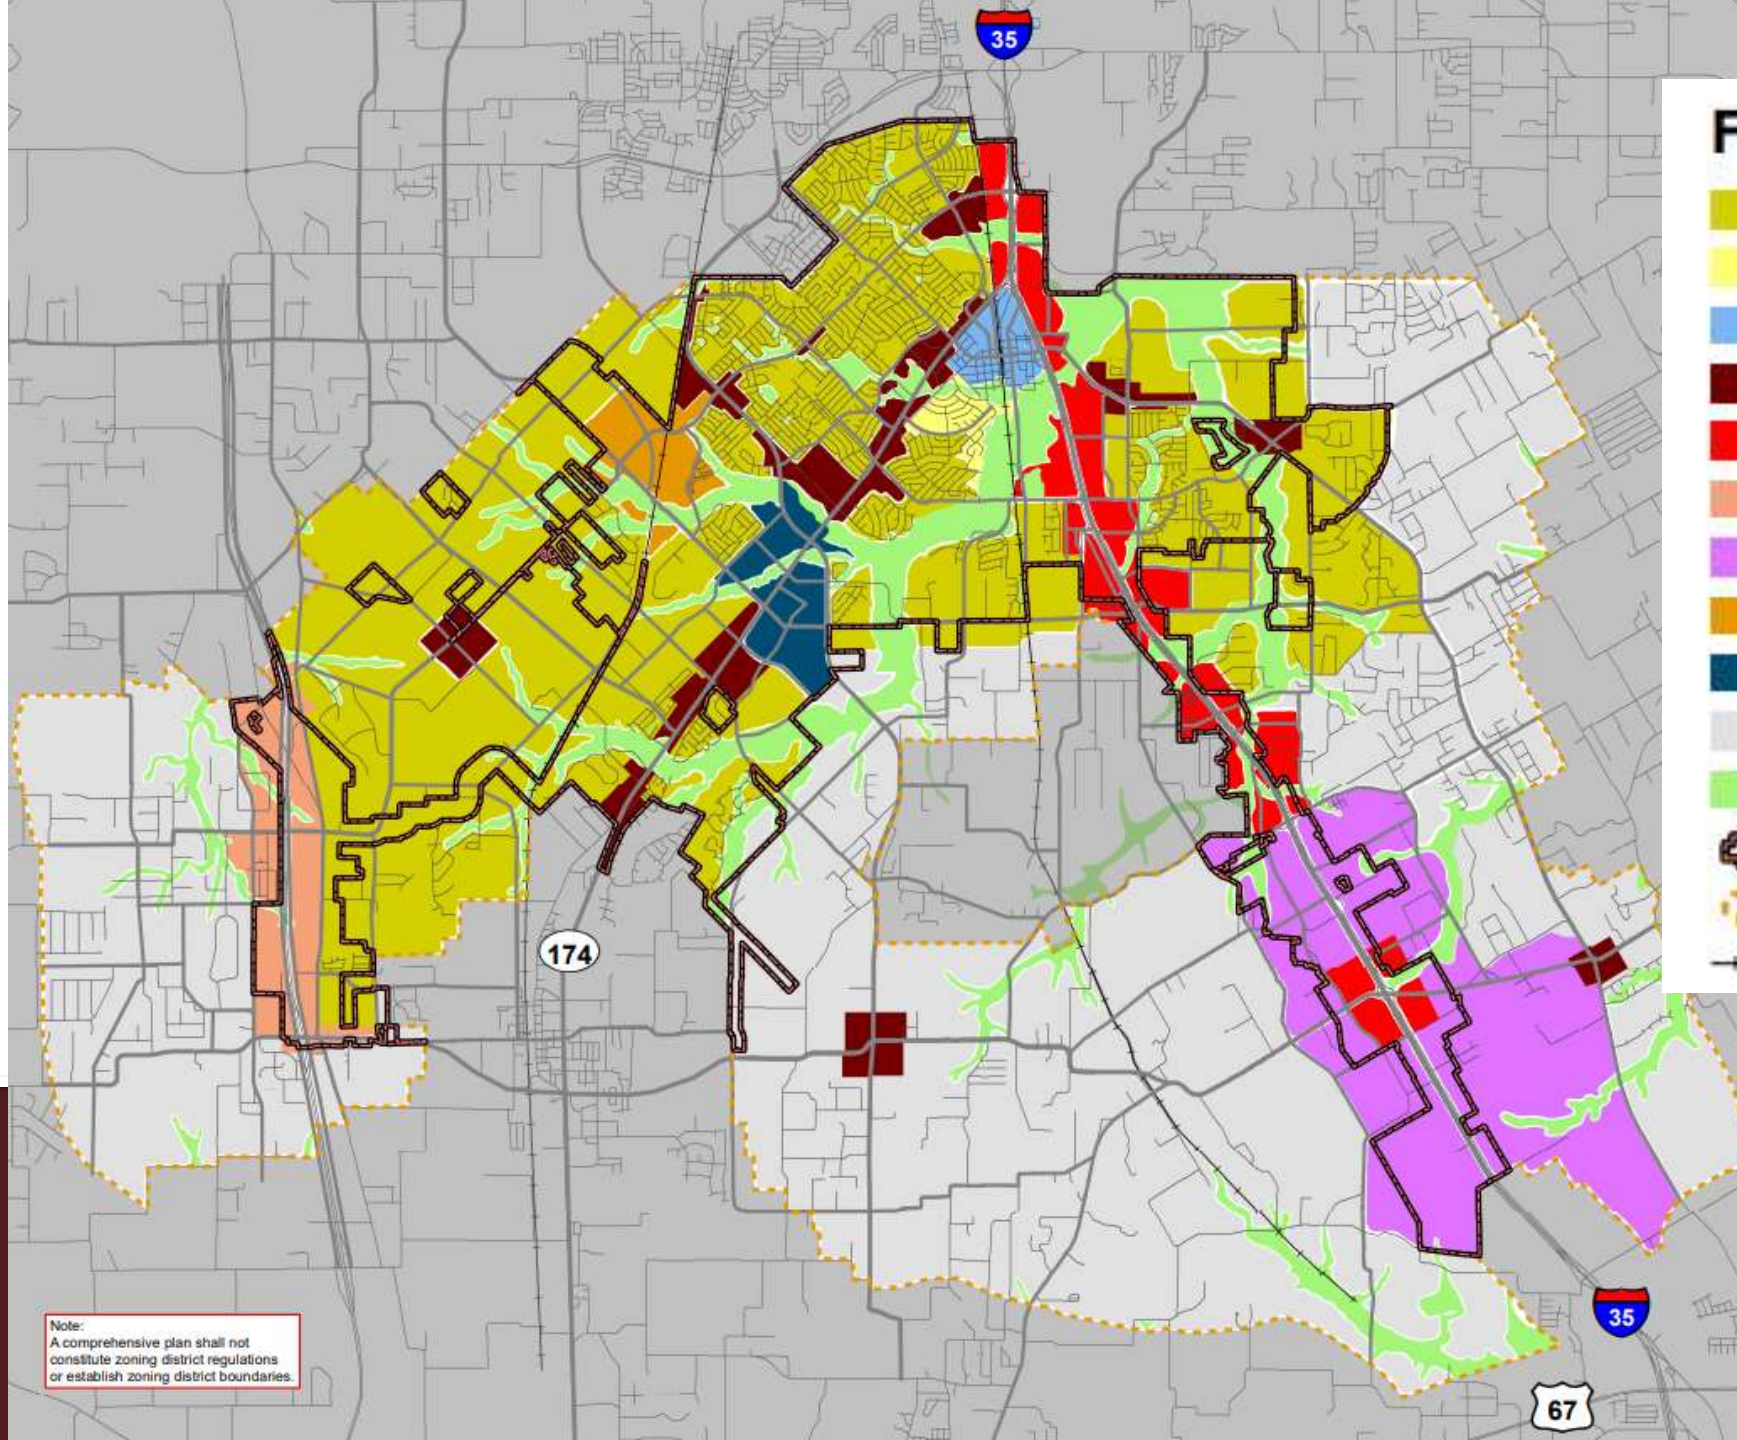 35
F
174
Note:
A comprehensive plan shall not
constitute zoning district regulations
or establish zoning district boundaries.
35
67